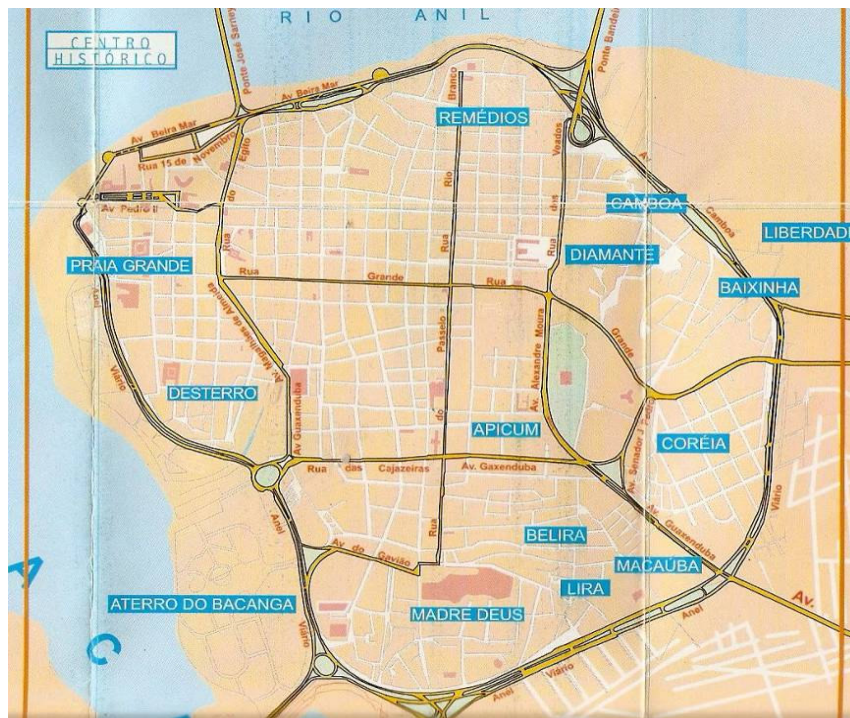 RIO ANIL
CENTRO
HISTÓRICO
Ponte José Sarney
Ponte Bandei
Av Beira Mar
Av Beira Mar
Rua 15 de Novembro
Branco
REMÉDIOS
Egito
Veados
Av
CAMBOA
Camboa
Av Pedro II
do
Rio
dos
LIBERDADE
Rua
Rua
Rua
DIAMANTE
PRAIA GRANDE
Rua
Grande
Rua
BAIXINHA
Anel
Av. Magalhães de Almeida
Passeio
Av. Alexandre Moura
Grande
Viário
DESTERRO
Av Guaxenduba
do
APICUM
Av. Senador J. Pedro
CORÉIA
Rua das Cajazeiras
Av. Gaxenduba
Viário
Anel
Rua
Av Guaxenduba
Av do Gavião
BELIRA
MACAÚBA
A
LIRA
Av.
ATERRO DO BACANGA
MADRE DEUS
Anel
Viário
C
Viário
Anel